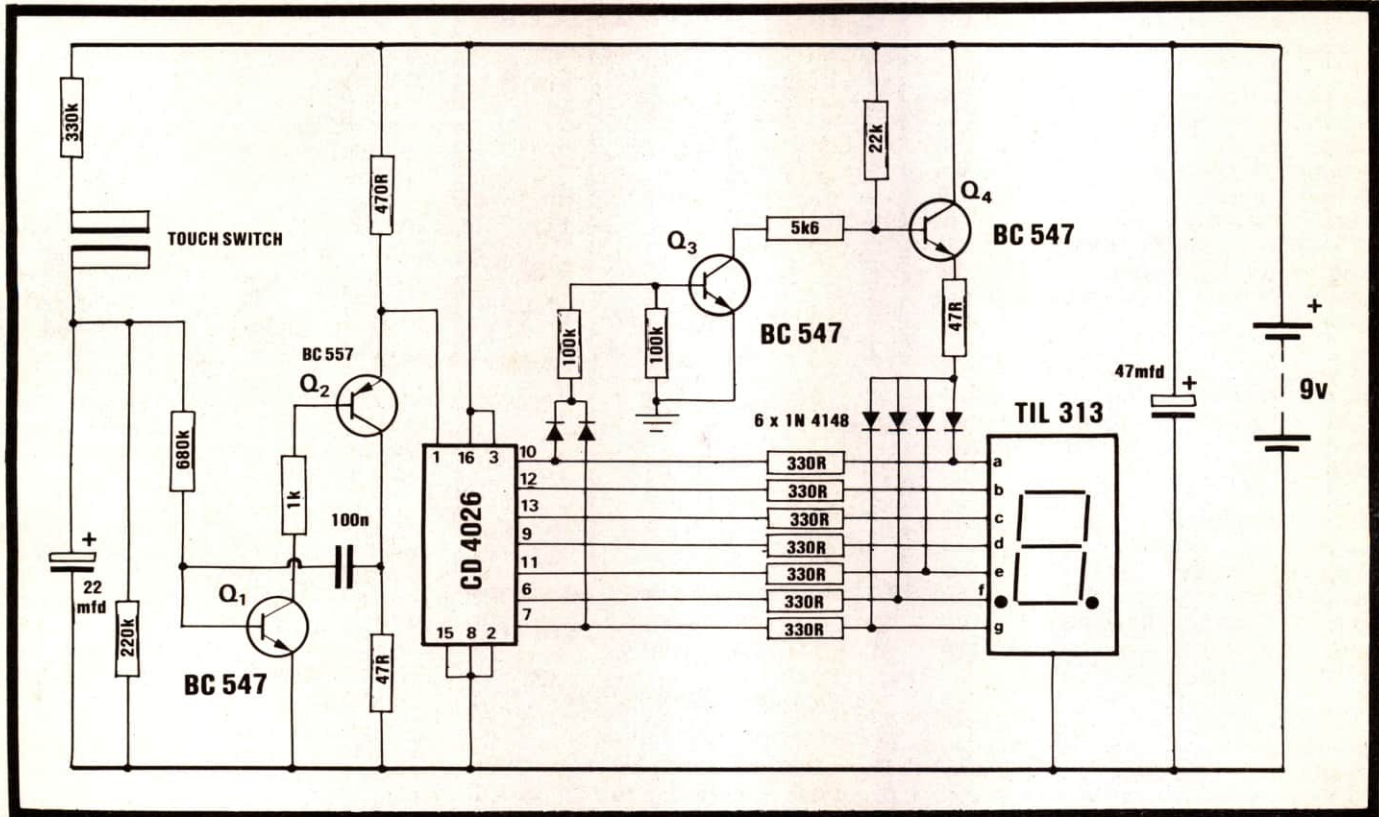 330k
TOUCH SWITCH
470R
22k
Q4
BC 547
5k6
Q3
BC 547
47R
100k
100k
BC 557
Q2
680k
1k
100n
22
mfd
220k
Q1
BC 547
47R
1 16 3
CD 4026
15 8 2
10
12
13
9
11
6
7
6 x 1N 4148
330R
330R
330R
330R
330R
330R
330R
TIL 313
a
b
c
d
e
f
g
47mfd
+
+
9v
+